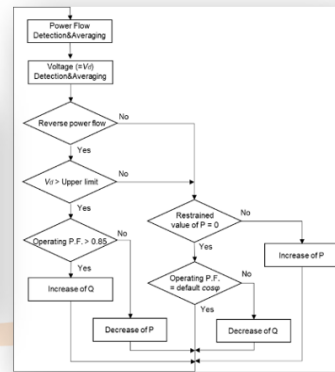 Power Flow
Detection&Averaging
Voltage (=Vd)
Detection&Averaging
Reverse power flow
No
Yes
Vd > Upper limit
No
Yes
Restrained
value of P = 0
No
Operating P.F. > 0.85
No
Yes
Increase of P
Yes
Increase of Q
Operating P.F.
= default cosφ
No
Yes
Decrease of P
Decrease of Q